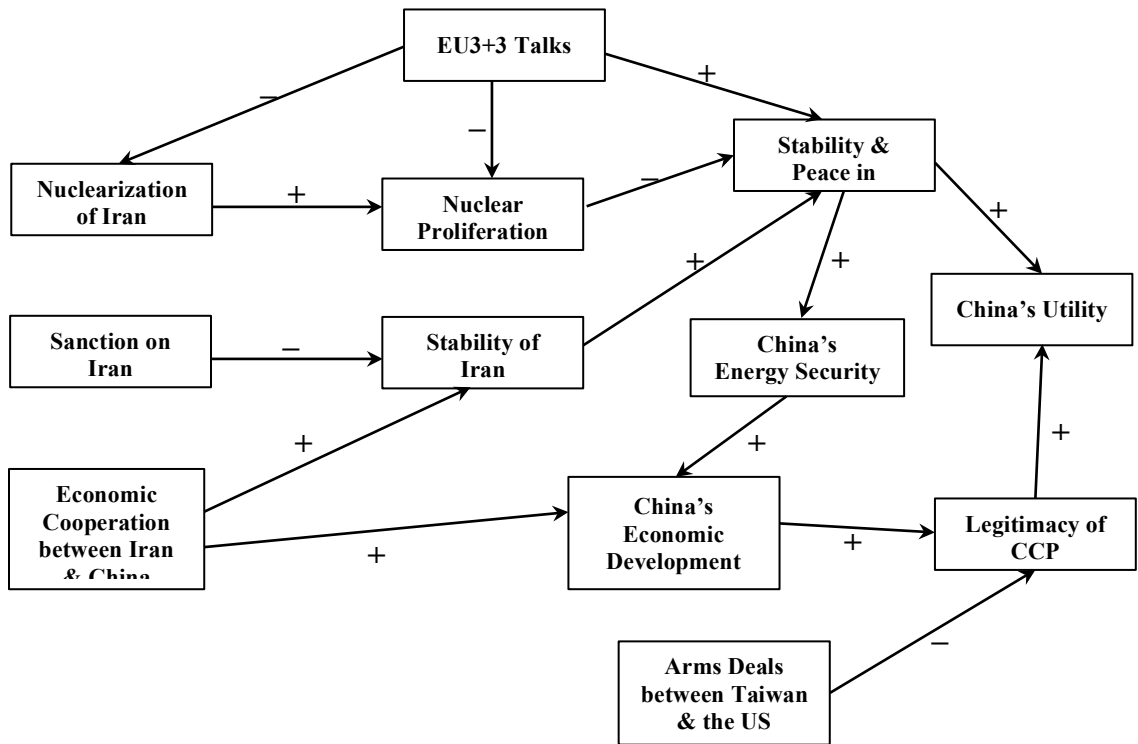 EU3+3 Talks
+
−
−
Stability &
Peace in
Nuclearization
of Iran
+
Nuclear
Proliferation
−
+
+
+
China's Utility
Sanction on
Iran
−
Stability of
Iran
China's
Energy Security
+
+
+
Economic
Cooperation
between Iran
& China
+
China's
Economic
Development
+
Legitimacy of
CCP
−
Arms Deals
between Taiwan
& the US